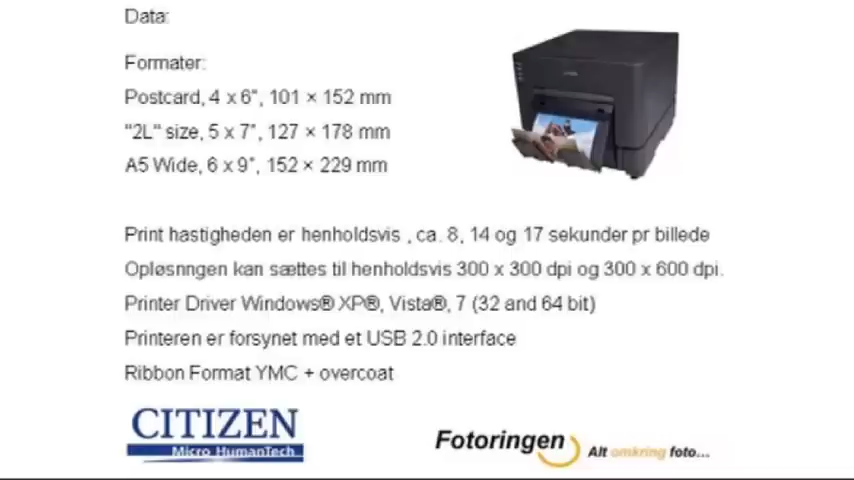 Data:
Formater:
Postcard, 4 x 6", 101 × 152 mm
"2L" size, 5 x 7", 127 × 178 mm
A5 Wide, 6 x 9", 152 × 229 mm
Print hastigheden er henholdsvis , ca. 8, 14 og 17 sekunder pr billede
Opløsnngen kan sættes til henholdsvis 300 x 300 dpi og 300 x 600 dpi.
Printer Driver Windows® XP®, Vista®, 7 (32 and 64 bit)
Printeren er forsynet med et USB 2.0 interface
Ribbon Format YMC + overcoat
CITIZEN
Micro HumanTech
Fotoringen
Alt omkring foto...